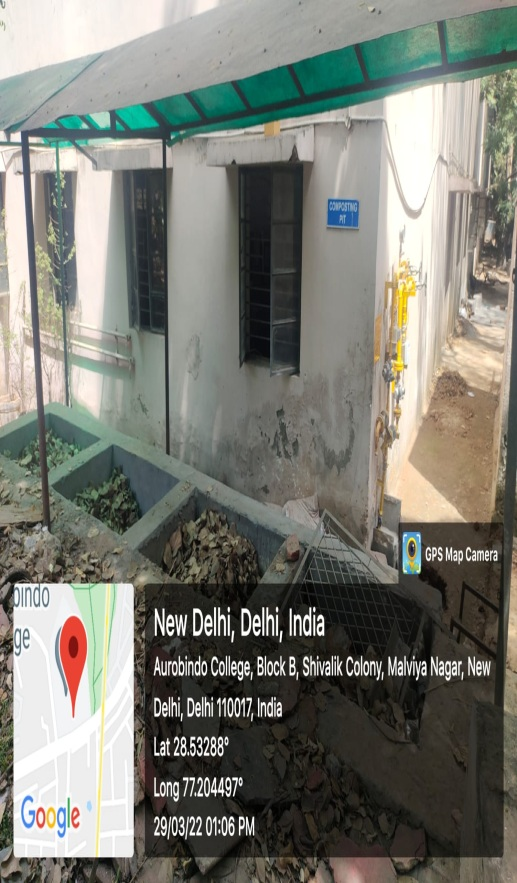 COMPOSTING
PIT
GPS Map Camera
bindo
ge
Google
New Delhi, Delhi, India
Aurobindo College, Block B, Shivalik Colony, Malviya Nagar, New
Delhi, Delhi 110017, India
Lat 28.53288°
Long 77.204497°
29/03/22 01:06 PM